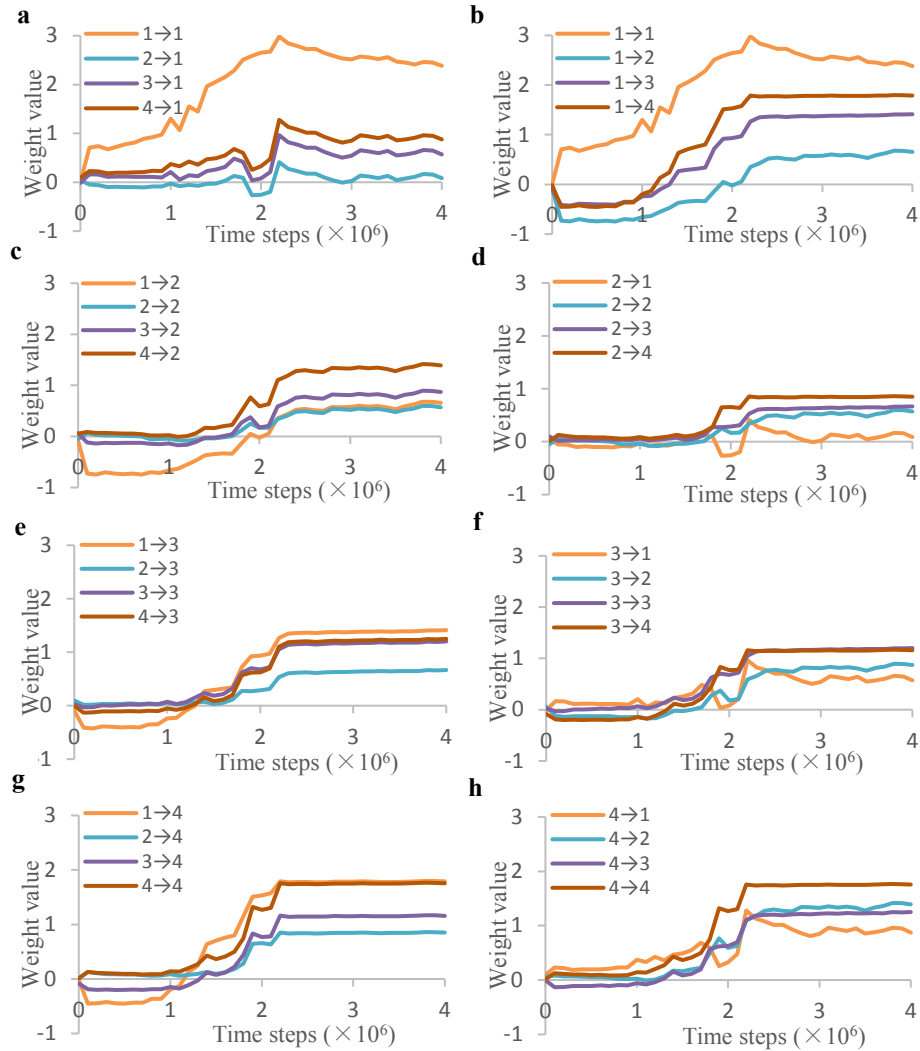 a
Weight value
3
2
1
0
-1
1→1
2→1
3→1
4→1
0 1 2 3 4
Time steps (×10⁶)
b
Weight value
3
2
1
0
-1
1→1
1→2
1→3
1→4
0 1 2 3 4
Time steps (×10⁶)
c
Weight value
3
2
1
0
-1
1→2
2→2
3→2
4→2
0 1 2 3 4
Time steps (×10⁶)
d
Weight value
3
2
1
0
-1
2→1
2→2
2→3
2→4
0 1 2 3 4
Time steps (×10⁶)
e
Weight value
3
2
1
0
-1
1→3
2→3
3→3
4→3
0 1 2 3 4
Time steps (×10⁶)
f
Weight value
3
2
1
0
-1
3→1
3→2
3→3
3→4
0 1 2 3 4
Time steps (×10⁶)
g
Weight value
3
2
1
0
-1
1→4
2→4
3→4
4→4
0 1 2 3 4
Time steps (×10⁶)
h
Weight value
3
2
1
0
-1
4→1
4→2
4→3
4→4
0 1 2 3 4
Time steps (×10⁶)